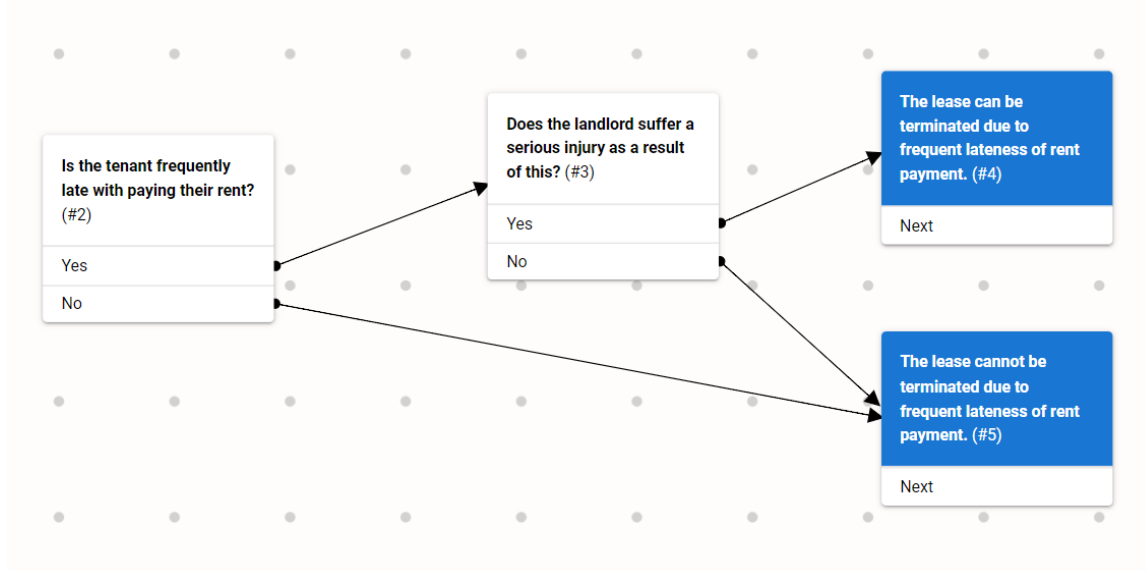 Is the tenant frequently
late with paying their rent?
(#2)
Yes
No
Does the landlord suffer a
serious injury as a result
of this? (#3)
Yes
No
The lease can be
terminated due to
frequent lateness of rent
payment. (#4)
Next
The lease cannot be
terminated due to
frequent lateness of rent
payment. (#5)
Next